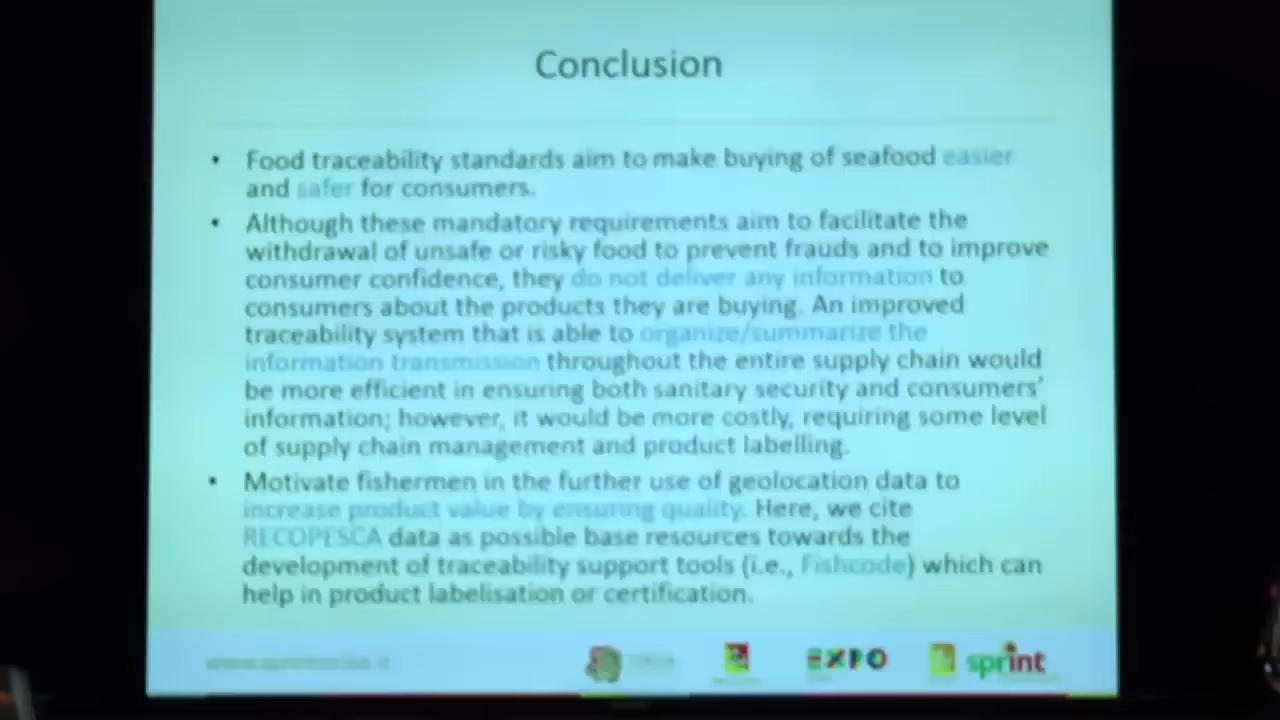 Conclusion
• Food traceability standards aim to make buying of seafood easier
and safer for consumers.
• Although these mandatory requirements aim to facilitate the
withdrawal of unsafe or risky food to prevent frauds and to improve
consumer confidence, they do not deliver any information to
consumers about the products they are buying. An improved
traceability system that is able to organize/summarize the
information transmission throughout the entire supply chain would
be more efficient in ensuring both sanitary security and consumers'
information; however, it would be more costly, requiring some level
of supply chain management and product labelling.
• Motivate fishermen in the further use of geolocation data to
increase product value by ensuring quality. Here, we cite
RECOPESCA data as possible base resources towards the
development of traceability support tools (i.e., Fishcode) which can
help in product labelisation or certification.
EXPO
sprint